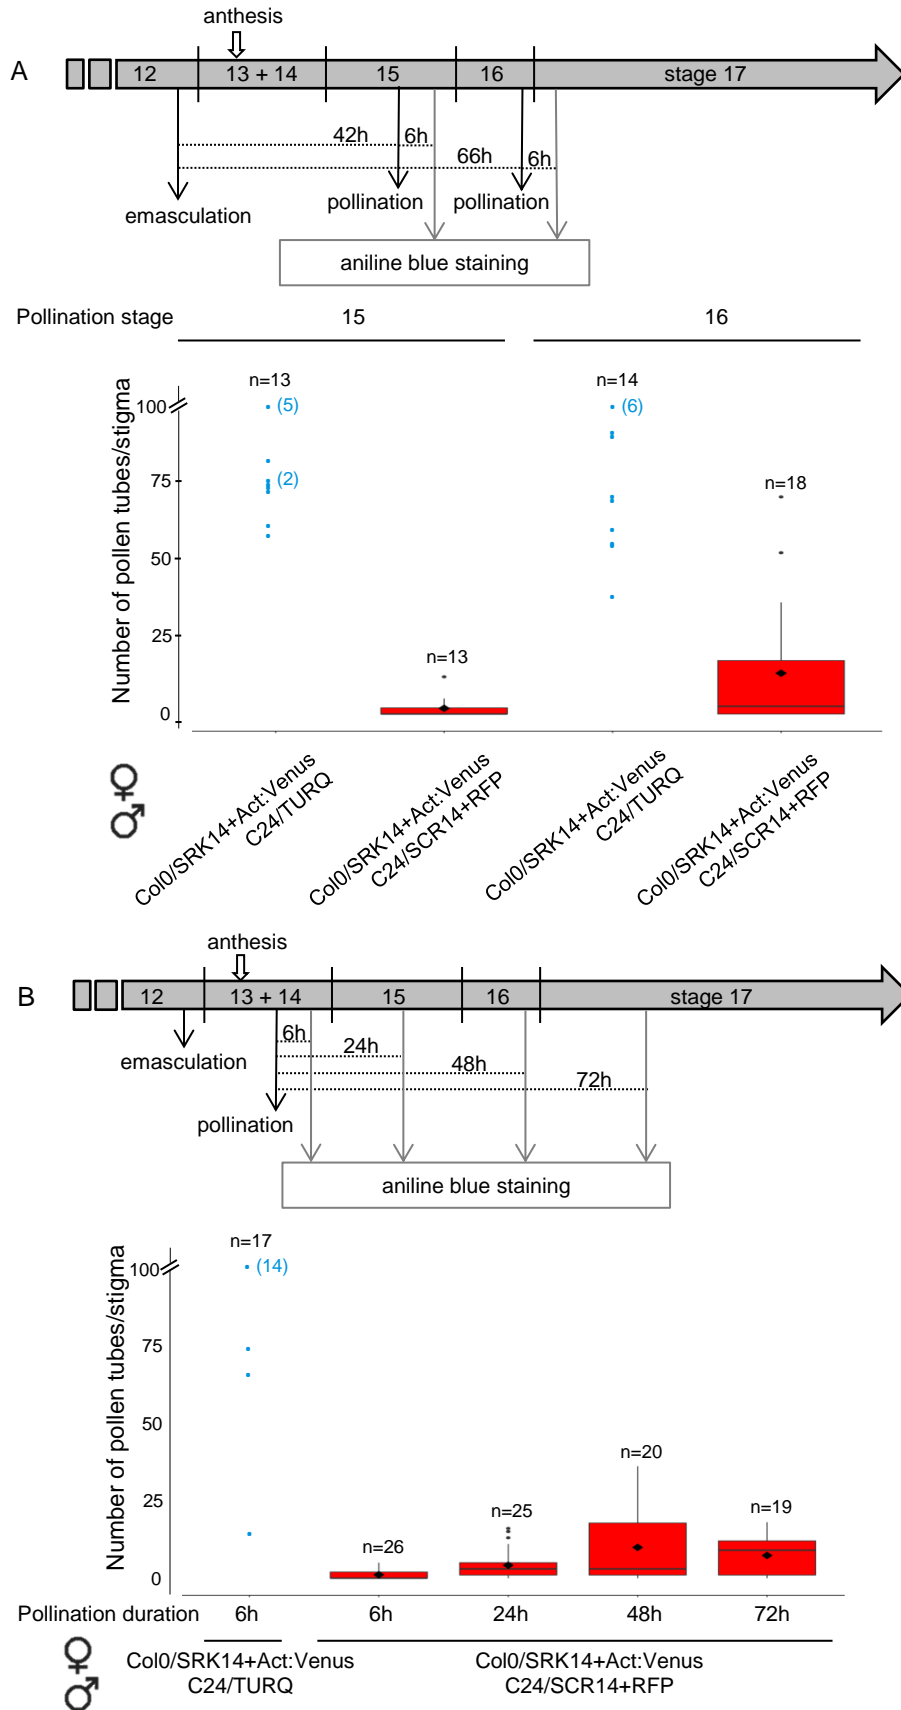 anthesis
A
12
13 + 14
15
16
stage 17
42h
6h
66h
6h
emasculation
pollination
pollination
aniline blue staining
Pollination stage
15
16
Number of pollen tubes/stigma
100
75
50
25
0
n=13
(5)
(2)
n=13
n=14
(6)
n=18
♀
♂
Col0/SRK14+Act:Venus
C24/TURQ
Col0/SRK14+Act:Venus
C24/SCR14+RFP
Col0/SRK14+Act:Venus
C24/TURQ
Col0/SRK14+Act:Venus
C24/SCR14+RFP
anthesis
B
12
13 + 14
15
16
stage 17
6h
24h
48h
72h
emasculation
pollination
aniline blue staining
Number of pollen tubes/stigma
100
75
50
25
0
n=17
(14)
n=26
n=25
n=20
n=19
Pollination duration
6h
6h
24h
48h
72h
♀
♂
Col0/SRK14+Act:Venus
C24/TURQ
Col0/SRK14+Act:Venus
C24/SCR14+RFP